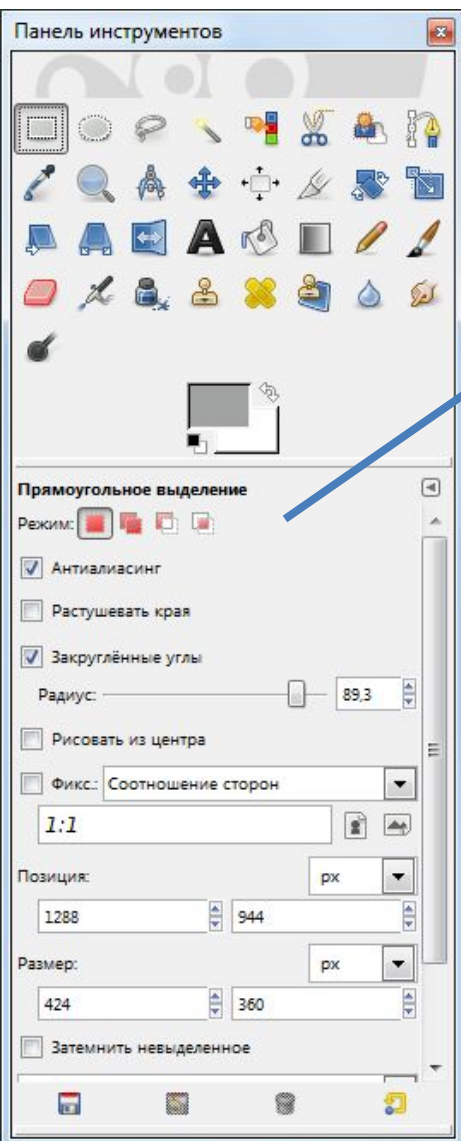 Панель инструментов
Прямоугольное выделение
Режим:
Антиалиасинг
Растушевать края
Закруглённые углы
Радиус: 89,3
Рисовать из центра
Фикс.: Соотношение сторон
1:1
Позиция: px
1288 944
Размер: px
424 360
Затемнить невыделенное